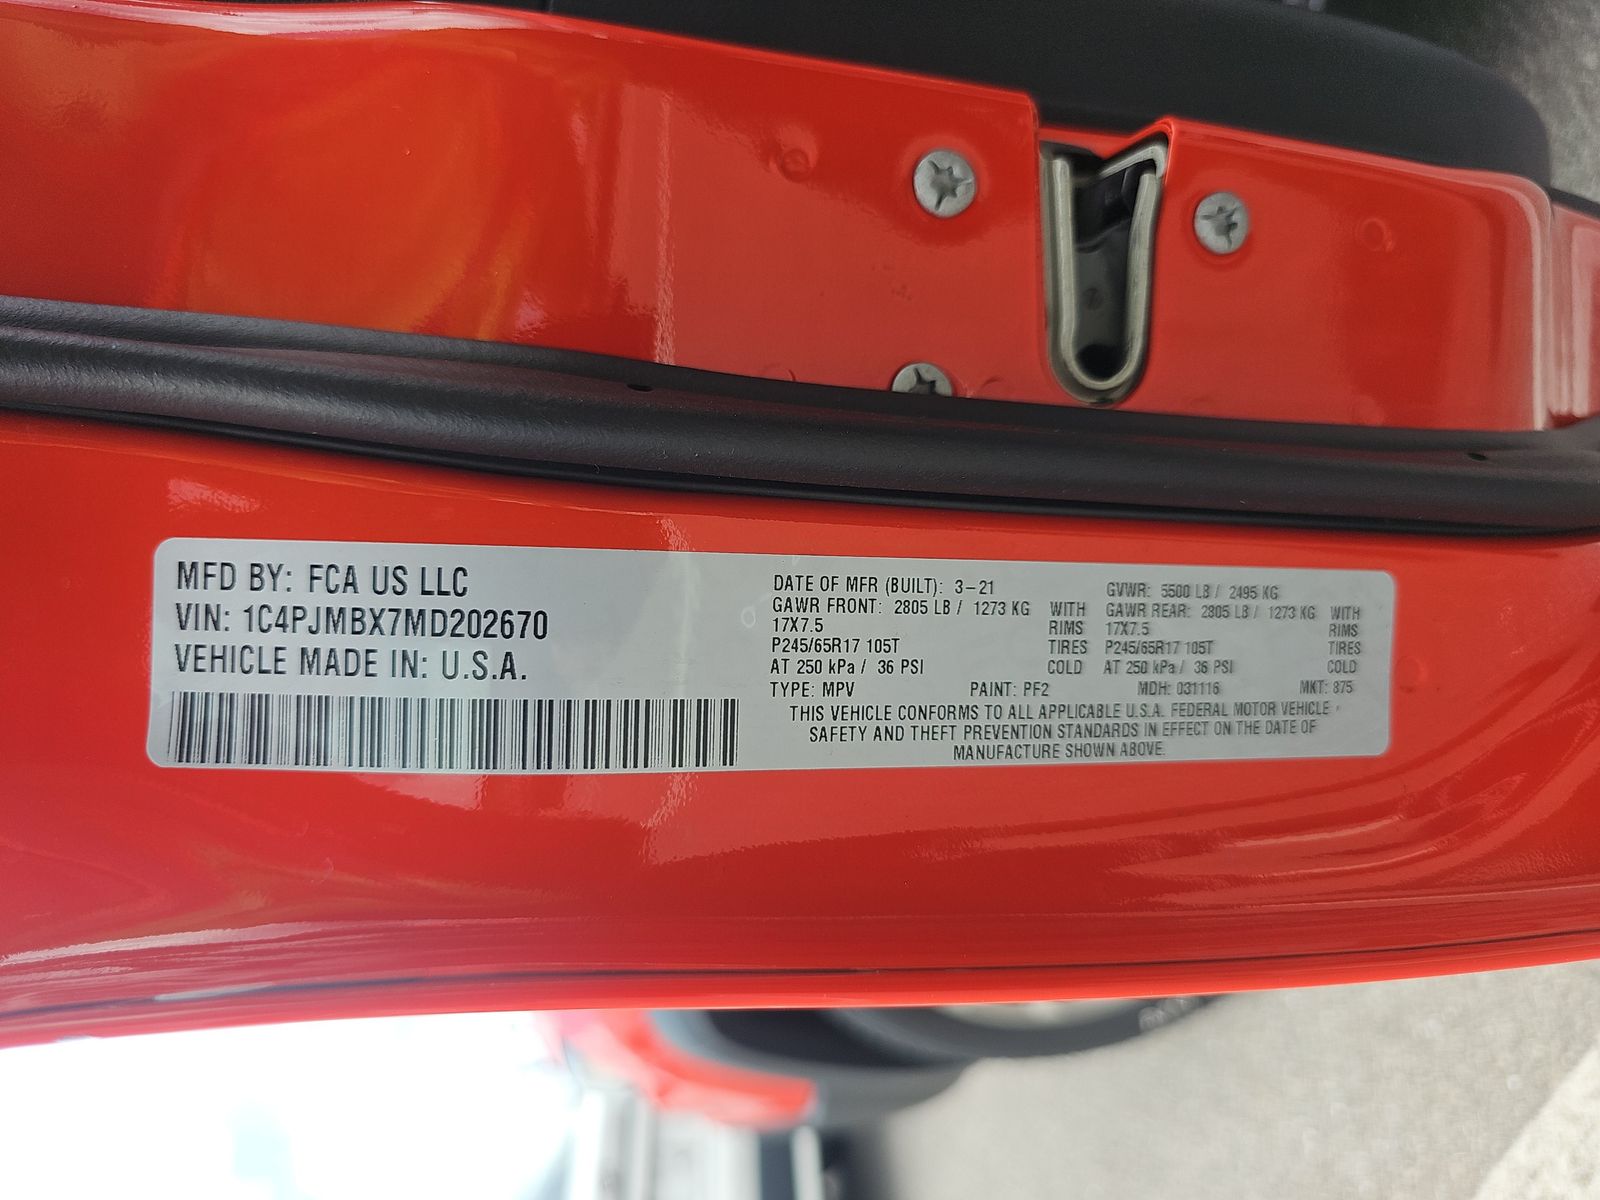 MFD BY: FCA US LLC
VIN: 1C4PJMBX7MD202670
VEHICLE MADE IN: U.S.A.
DATE OF MFR (BUILT): 3-21 GVWR: 5500 LB / 2495 KG
GAWR FRONT: 2805 LB / 1273 KG WITH GAWR REAR: 2805 LB / 1273 KG WITH
17X7.5 RIMS 17X7.5 RIMS
P245/65R17 105T TIRES P245/65R17 105T TIRES
AT 250 kPa / 36 PSI COLD AT 250 kPa / 36 PSI COLD
TYPE: MPV PAINT: PF2 MDH: 031116 MKT: 875
THIS VEHICLE CONFORMS TO ALL APPLICABLE U.S.A. FEDERAL MOTOR VEHICLE
SAFETY AND THEFT PREVENTION STANDARDS IN EFFECT ON THE DATE OF
MANUFACTURE SHOWN ABOVE.